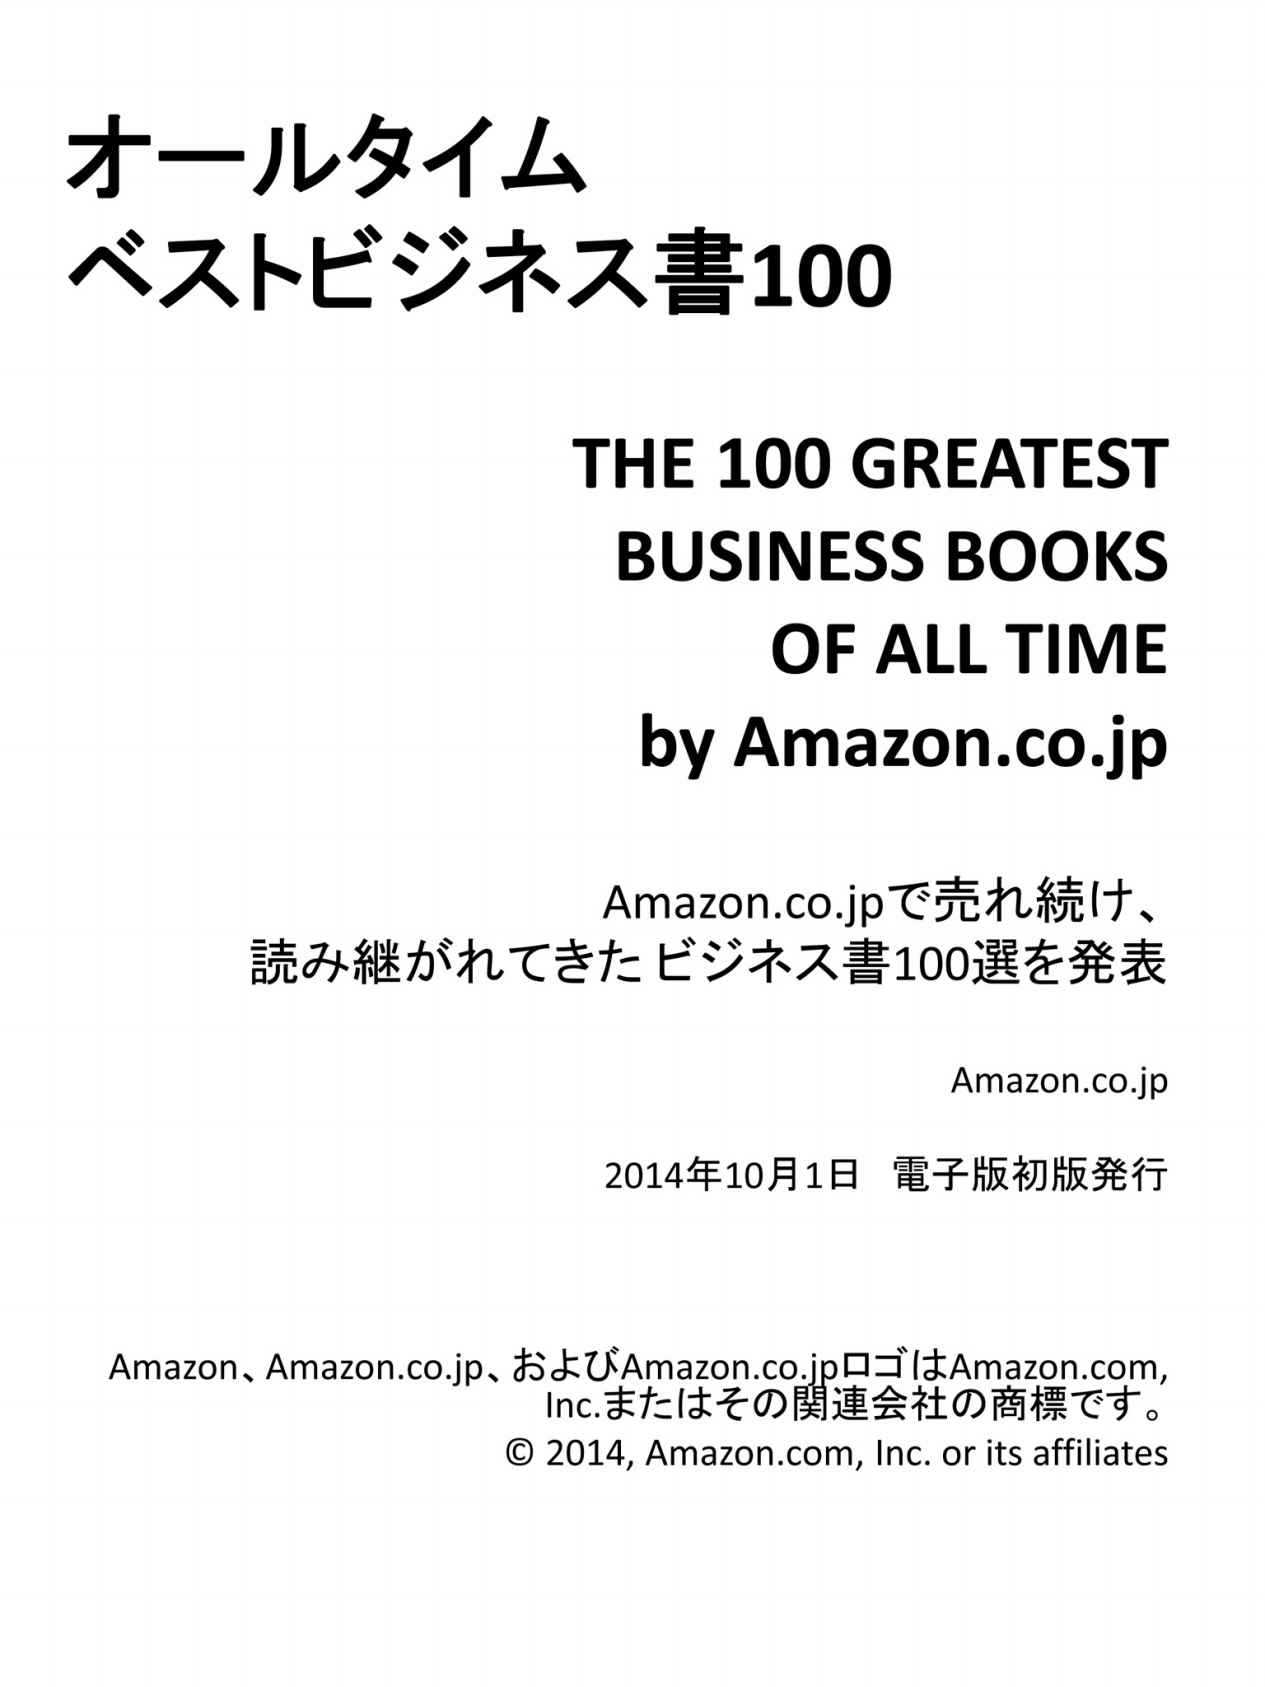 オールタイム
ベストビジネス書100
THE 100 GREATEST
BUSINESS BOOKS
OF ALL TIME
by Amazon.co.jp
Amazon.co.jpで売れ続け、
読み継がれてきた ビジネス書100選を発表
Amazon.co.jp
2014年10月1日 電子版初版発行
Amazon、Amazon.co.jp、およびAmazon.co.jpロゴはAmazon.com,
Inc.またはその関連会社の商標です。
© 2014, Amazon.com, Inc. or its affiliates